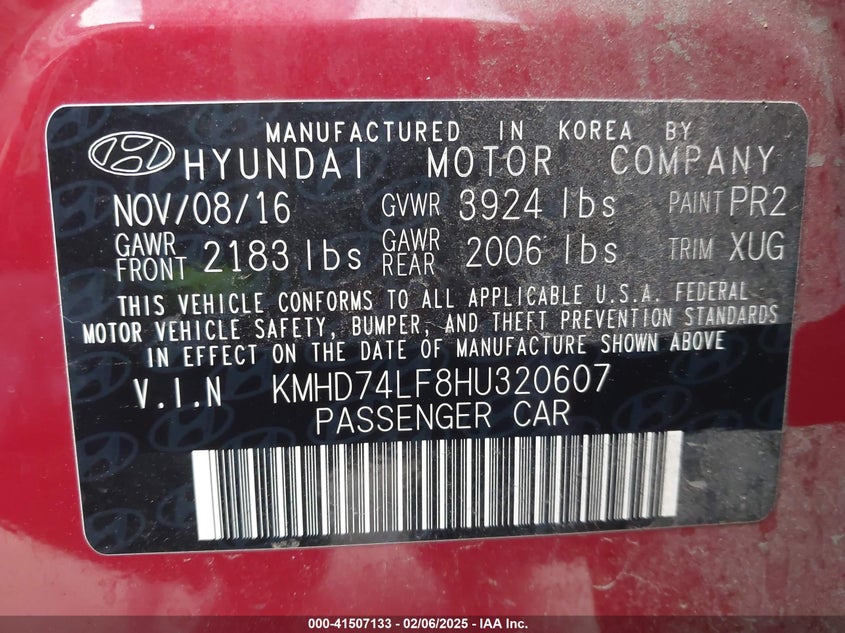 MANUFACTURED IN KOREA BY
HYUNDAI MOTOR COMPANY
NOV/08/16 GVWR 3924 lbs PAINT PR2
GAWR FRONT 2183 lbs GAWR REAR 2006 lbs TRIM XUG
THIS VEHICLE CONFORMS TO ALL APPLICABLE U.S.A. FEDERAL
MOTOR VEHICLE SAFETY, BUMPER, AND THEFT PREVENTION STANDARDS
IN EFFECT ON THE DATE OF MANUFACTURE SHOWN ABOVE
V.I.N KMHD74LF8HU320607
PASSENGER CAR
000-41507133 - 02/06/2025 - IAA Inc.